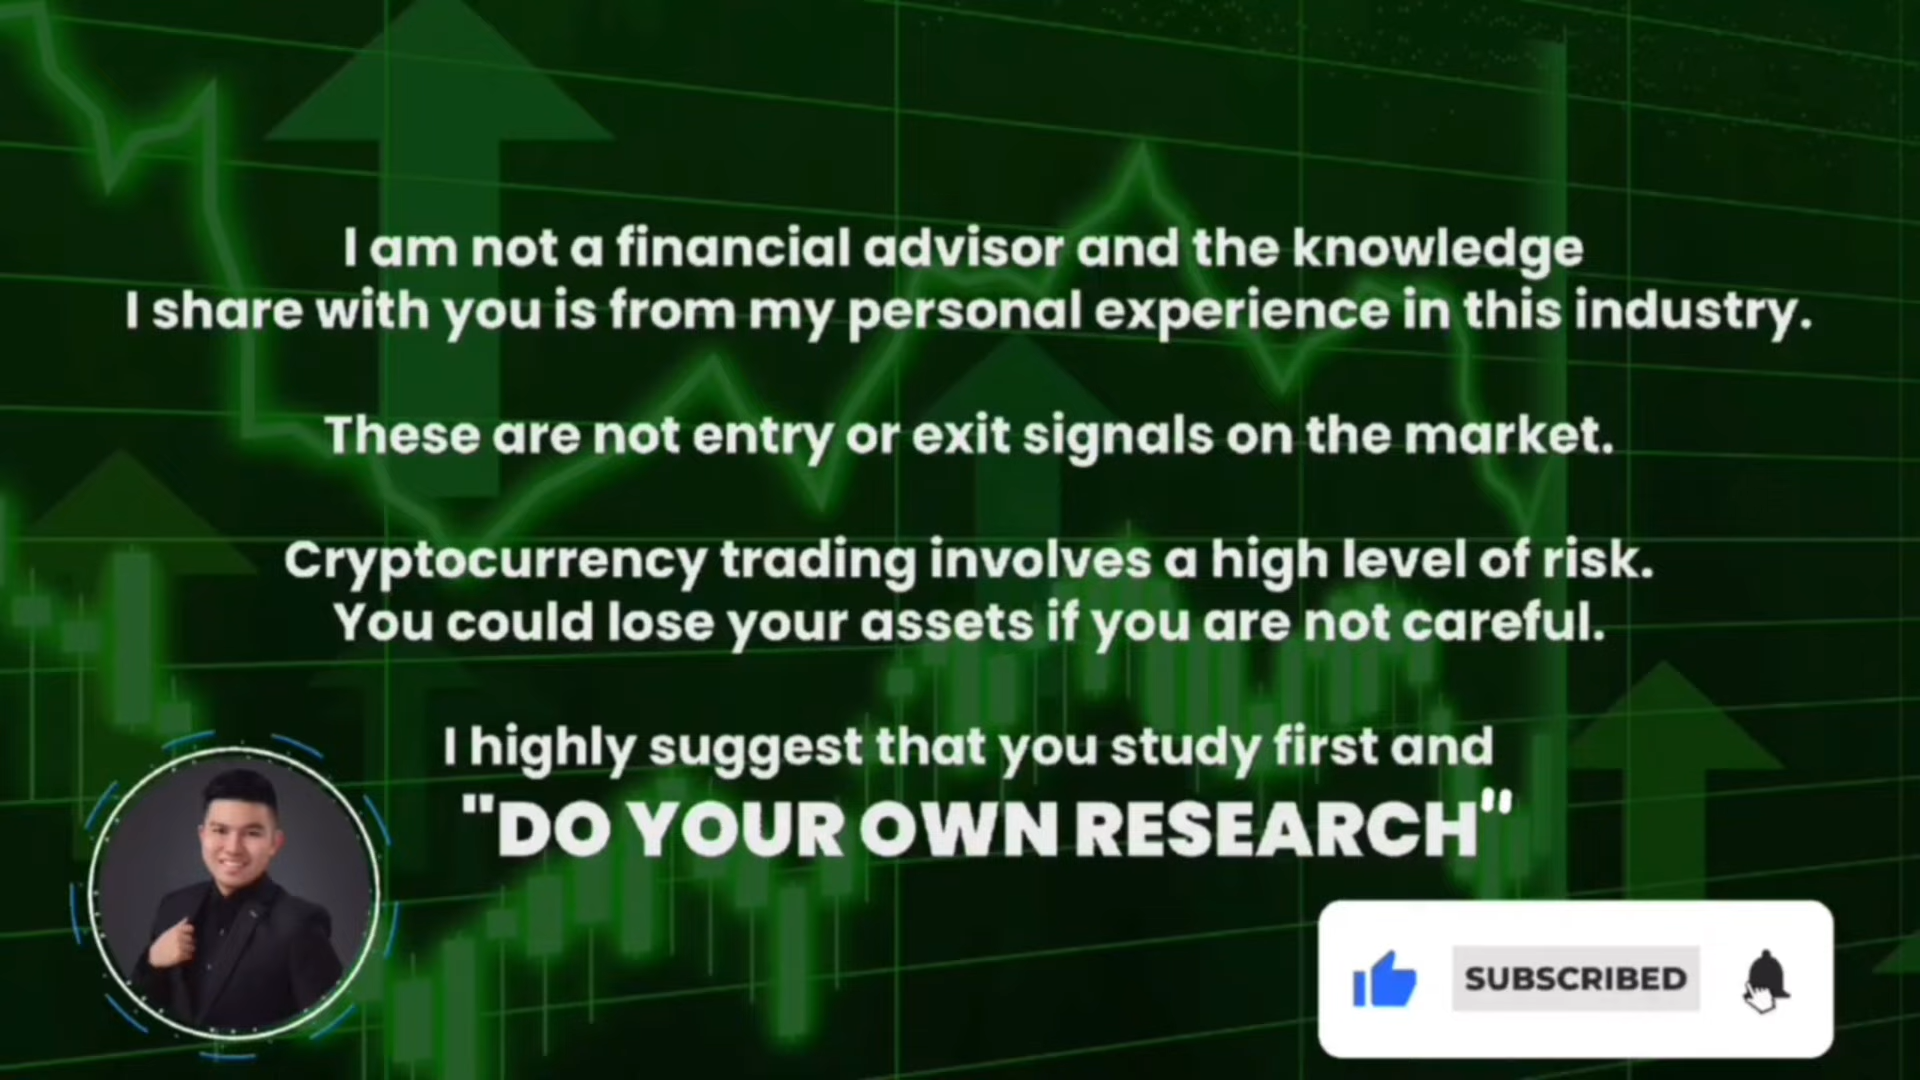 I am not a financial advisor and the knowledge
I share with you is from my personal experience in this industry.
These are not entry or exit signals on the market.
Cryptocurrency trading involves a high level of risk.
You could lose your assets if you are not careful.
I highly suggest that you study first and
"DO YOUR OWN RESEARCH"
SUBSCRIBED